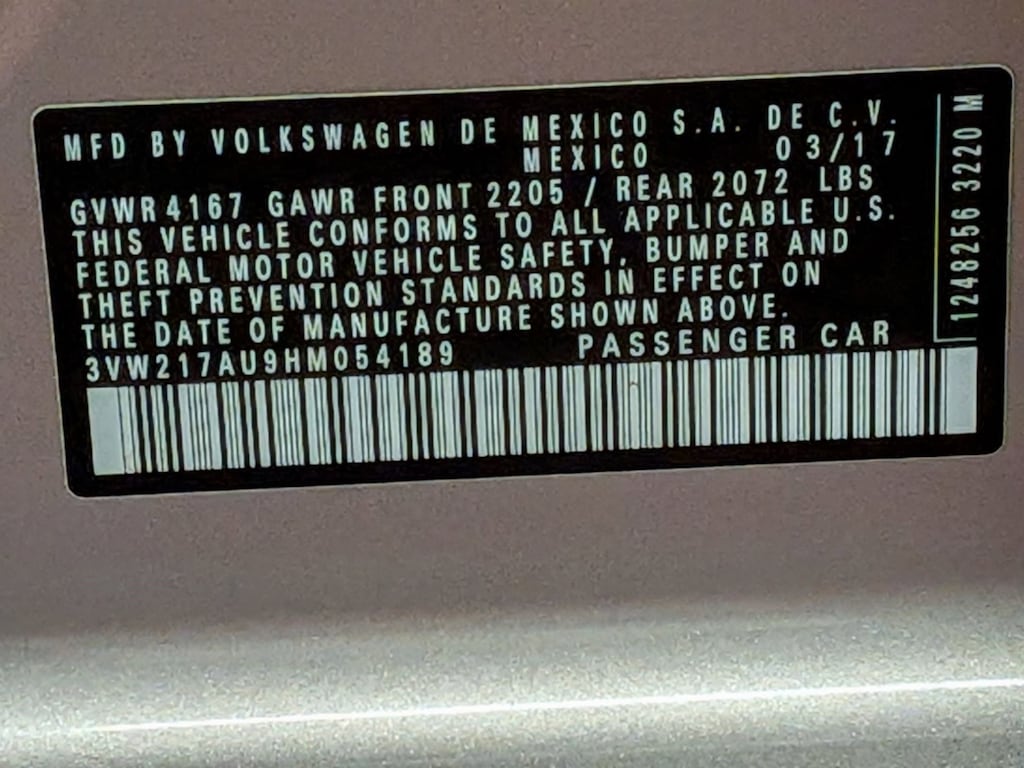 MFD BY VOLKSWAGEN DE MEXICO S.A. DE C.V.
MEXICO 03/17
GVWR 4167 GAWR FRONT 2205 / REAR 2072 LBS
THIS VEHICLE CONFORMS TO ALL APPLICABLE U.S.
FEDERAL MOTOR VEHICLE SAFETY, BUMPER AND
THEFT PREVENTION STANDARDS IN EFFECT ON
THE DATE OF MANUFACTURE SHOWN ABOVE.
3VW217AU9HM054189 PASSENGER CAR
1248256 3220 M